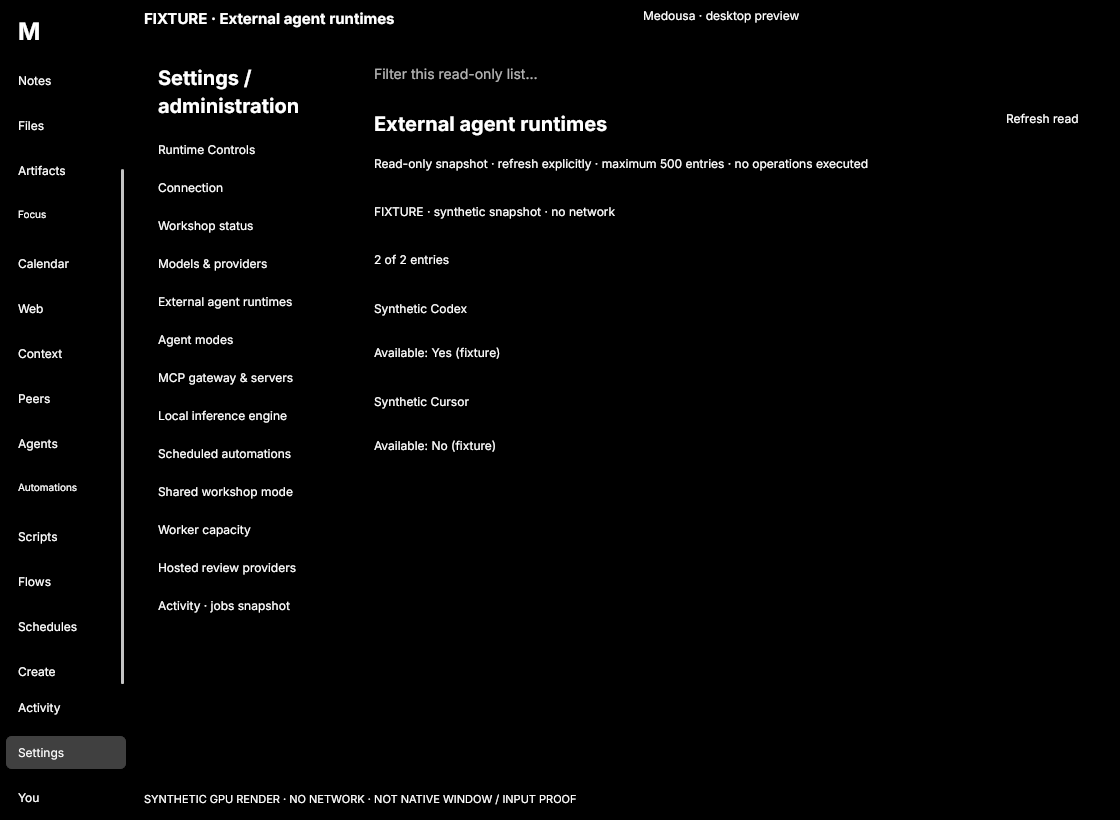 M
FIXTURE · External agent runtimes
Medousa · desktop preview
Notes
Files
Artifacts
Focus
Calendar
Web
Context
Peers
Agents
Automations
Scripts
Flows
Schedules
Create
Activity
Settings
You
Settings /
administration
Runtime Controls
Connection
Workshop status
Models & providers
External agent runtimes
Agent modes
MCP gateway & servers
Local inference engine
Scheduled automations
Shared workshop mode
Worker capacity
Hosted review providers
Activity · jobs snapshot
Filter this read-only list...
External agent runtimes
Refresh read
Read-only snapshot · refresh explicitly · maximum 500 entries · no operations executed
FIXTURE · synthetic snapshot · no network
2 of 2 entries
Synthetic Codex
Available: Yes (fixture)
Synthetic Cursor
Available: No (fixture)
SYNTHETIC GPU RENDER · NO NETWORK · NOT NATIVE WINDOW / INPUT PROOF